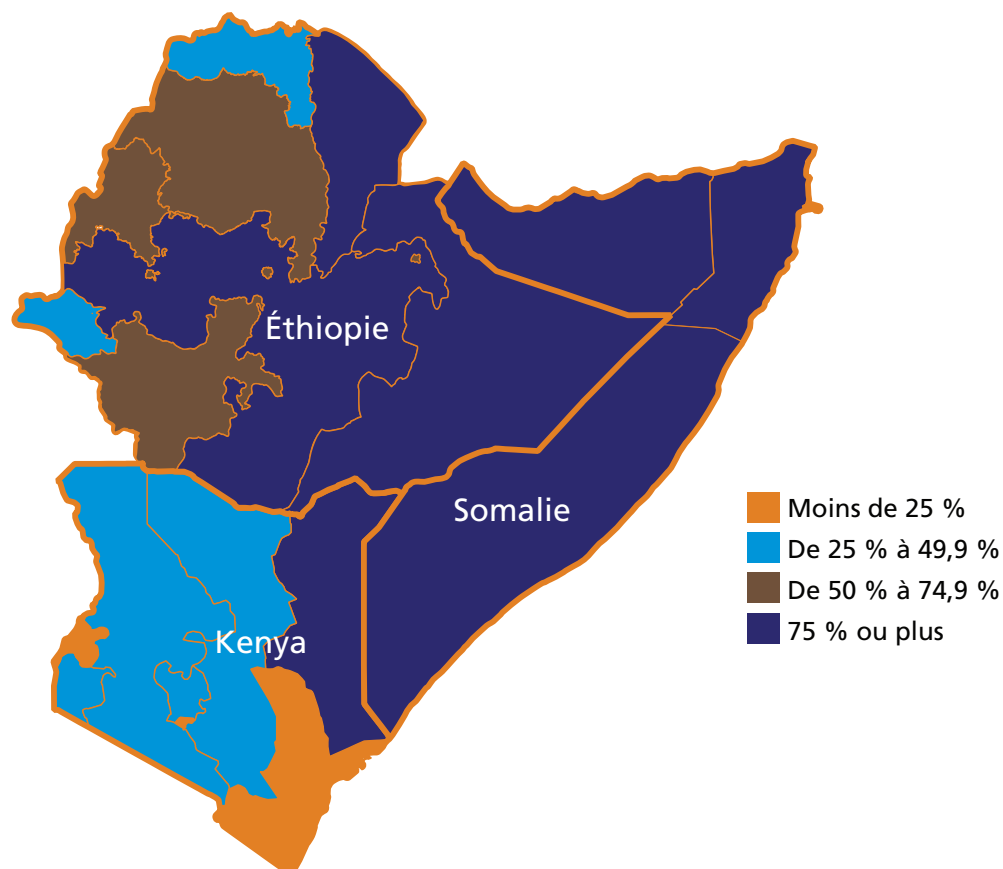 Éthiopie
Somalie
Kenya
Moins de 25 %
De 25 % à 49,9 %
De 50 % à 74,9 %
75 % ou plus